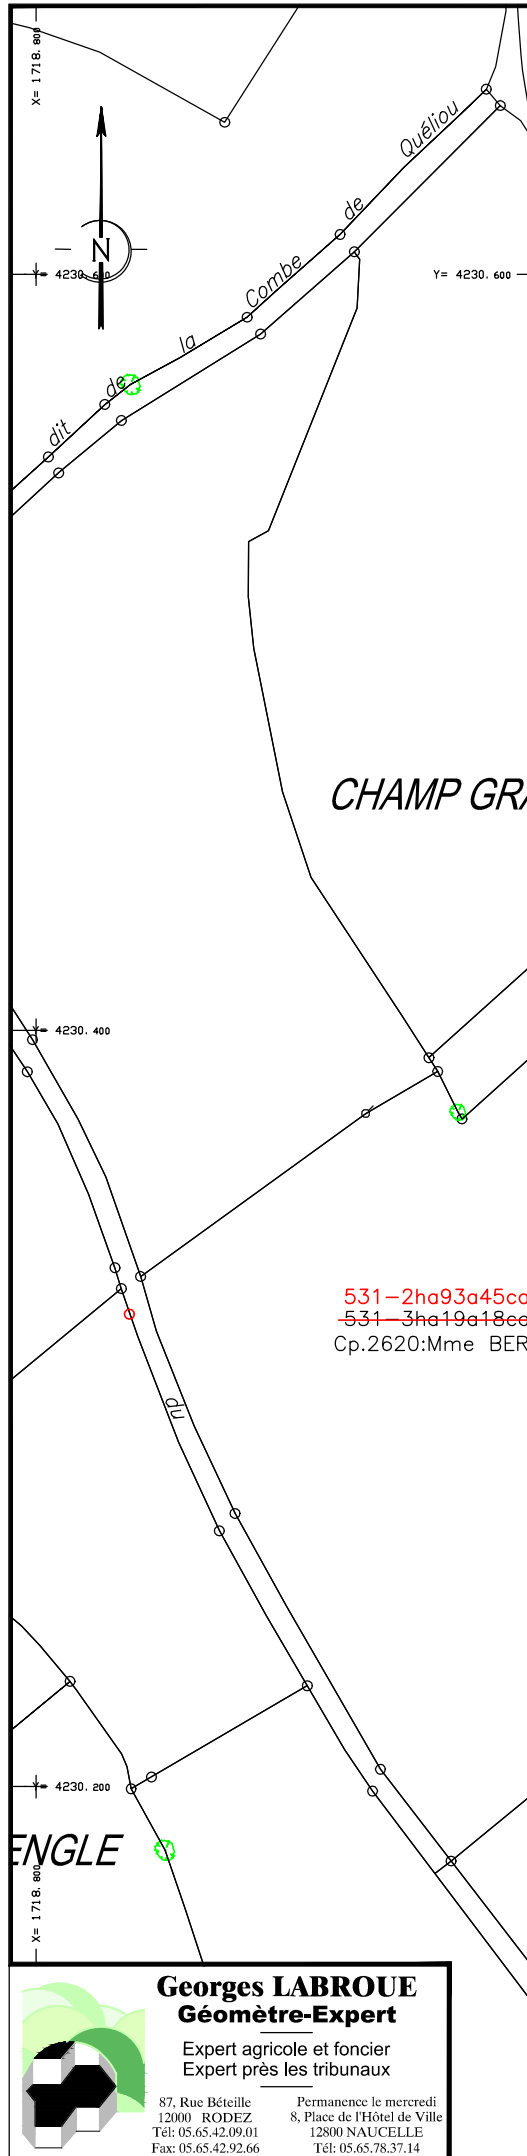 X= 1718. 800
Quéliou
de
Combe
N
Y= 4230. 600
Y= 4230. 600
la
de
dit
CHAMP GRA
Y= 4230. 400
531-2ha93a45ca
531-3ha19a18ca
Cp.2620:Mme BER
du
Y= 4230. 200
ENGLE
X= 1718. 800
Georges LABROUE
Géomètre-Expert
Expert agricole et foncier
Expert près les tribunaux
87, Rue Béteille
12000 RODEZ
Tél: 05.65.42.09.01
Fax: 05.65.42.92.66
Permanence le mercredi
8, Place de l'Hôtel de Ville
12800 NAUCELLE
Tél: 05.65.78.37.14